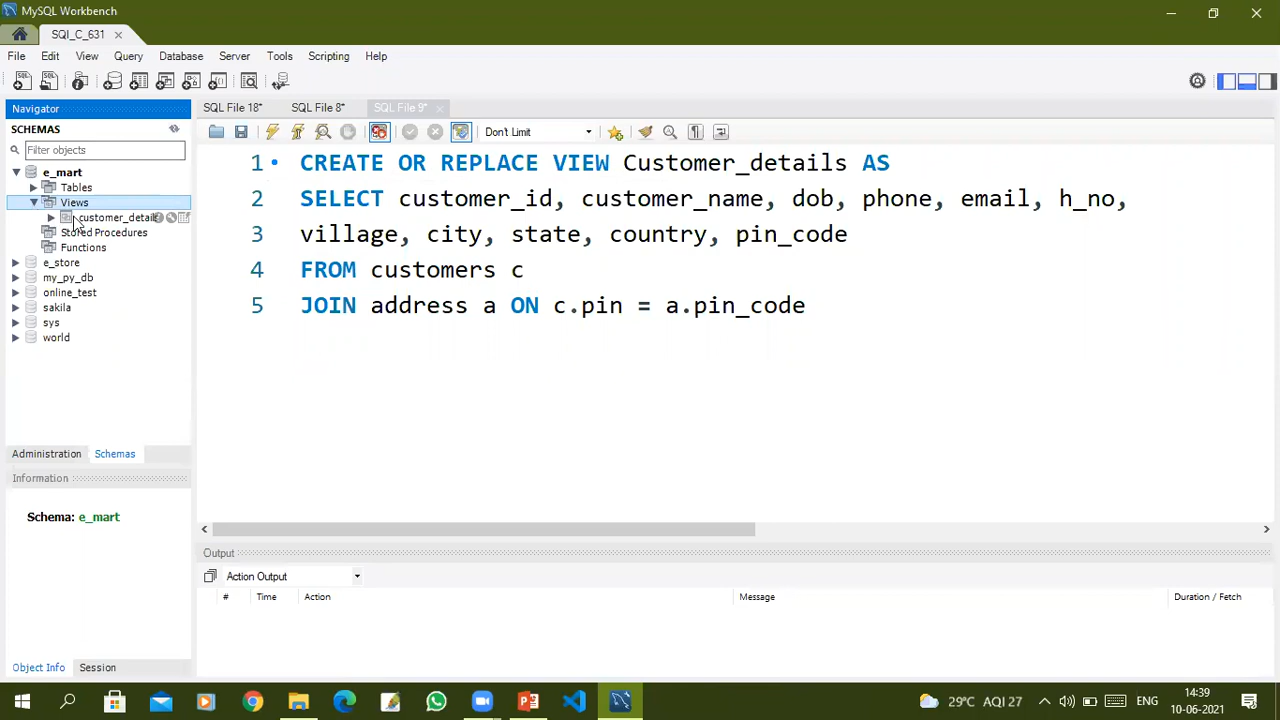 MySQL Workbench
SQl_C_631
File Edit View Query Database Server Tools Scripting Help
Navigator
SCHEMAS
Filter objects
e_mart
Tables
Views
customer_detail
Stored Procedures
Functions
e_store
my_py_db
online_test
sakila
sys
world
Administration Schemas
Information
Schema: e_mart
Object Info Session
SQL File 18* SQL File 8* SQL File 9*
Don't Limit
1 CREATE OR REPLACE VIEW Customer_details AS
2 SELECT customer_id, customer_name, dob, phone, email, h_no,
3 village, city, state, country, pin_code
4 FROM customers c
5 JOIN address a ON c.pin = a.pin_code
Output
Action Output
# Time Action Message Duration / Fetch
29°C AQI 27 ENG 14:39
10-06-2021